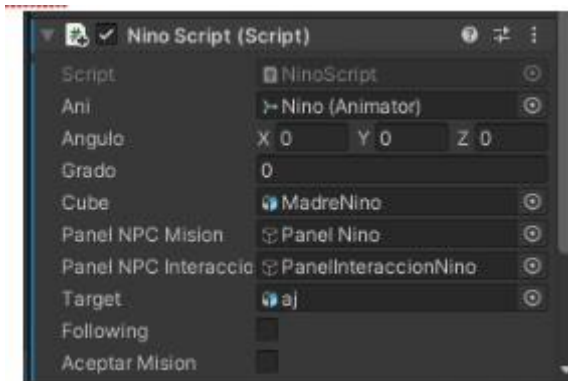 Nino Script (Script)
Script NinoScript
Ani Nino (Animator)
Angulo X 0 Y 0 Z 0
Grado 0
Cube MadreNino
Panel NPC Mision Panel Nino
Panel NPC Interaccio PanelInteraccionNino
Target aj
Following
Aceptar Mision